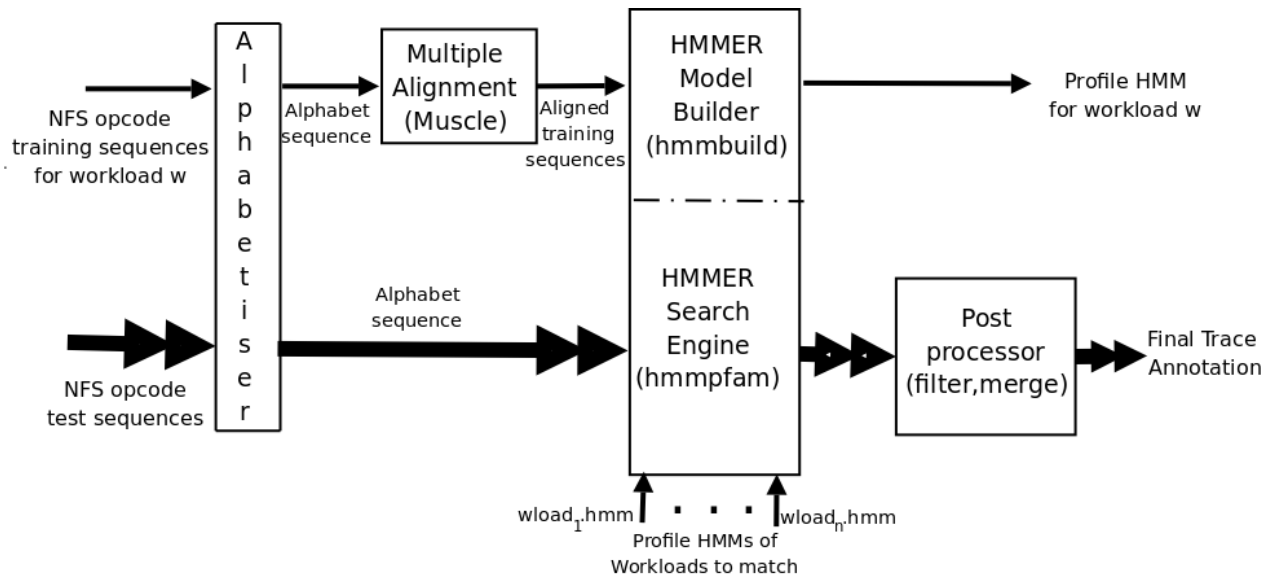 NFS opcode
training sequences
for workload w
A
l
p
h
a
b
e
t
i
s
e
r
Alphabet
sequence
Multiple
Alignment
(Muscle)
Aligned
training
sequences
HMMER
Model
Builder
(hmmbuild)
Profile HMM
for workload w
NFS opcode
test sequences
Alphabet
sequence
HMMER
Search
Engine
(hmmpfam)
Post
processor
(filter,merge)
Final Trace
Annotation
wload1.hmm . . . wloadn.hmm
Profile HMMs of
Workloads to match